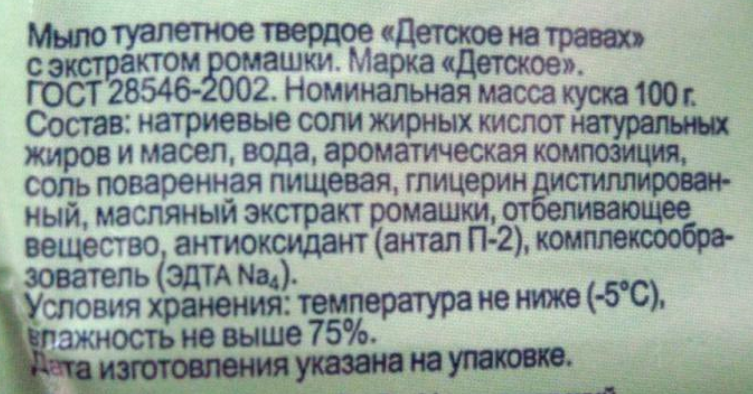 Мыло туалетное твердое «Детское на травах»
с экстрактом ромашки. Марка «Детское».
ГОСТ 28546-2002. Номинальная масса куска 100 г.
Состав: натриевые соли жирных кислот натуральных
жиров и масел, вода, ароматическая композиция,
соль поваренная пищевая, глицерин дистиллирован-
ный, масляный экстракт ромашки, отбеливающее
вещество, антиоксидант (антал П-2), комплексообра-
зователь (ЭДТА Na₄).
Условия хранения: температура не ниже (-5°С),
влажность не выше 75%.
Дата изготовления указана на упаковке.